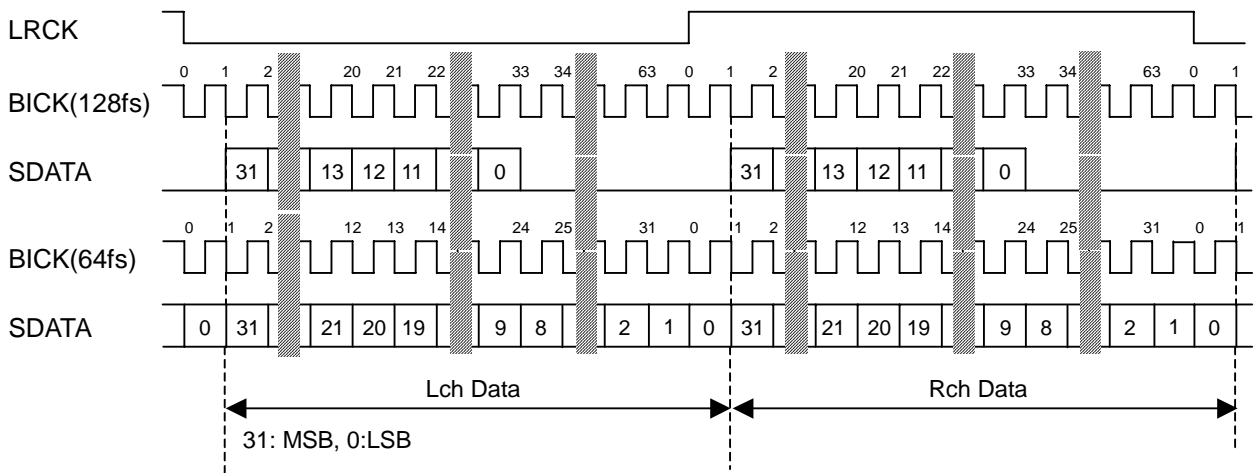 LRCK
0 1 2 20 21 22 33 34 63 0 1 2 20 21 22 33 34 63 0 1
BICK(128fs)
SDATA 31 13 12 11 0 31 13 12 11 0
0 1 2 12 13 14 24 25 31 0 1 2 12 13 14 24 25 31 0 1
BICK(64fs)
SDATA 0 31 21 20 19 9 8 2 1 0 31 21 20 19 9 8 2 1 0
Lch Data Rch Data
31: MSB, 0:LSB